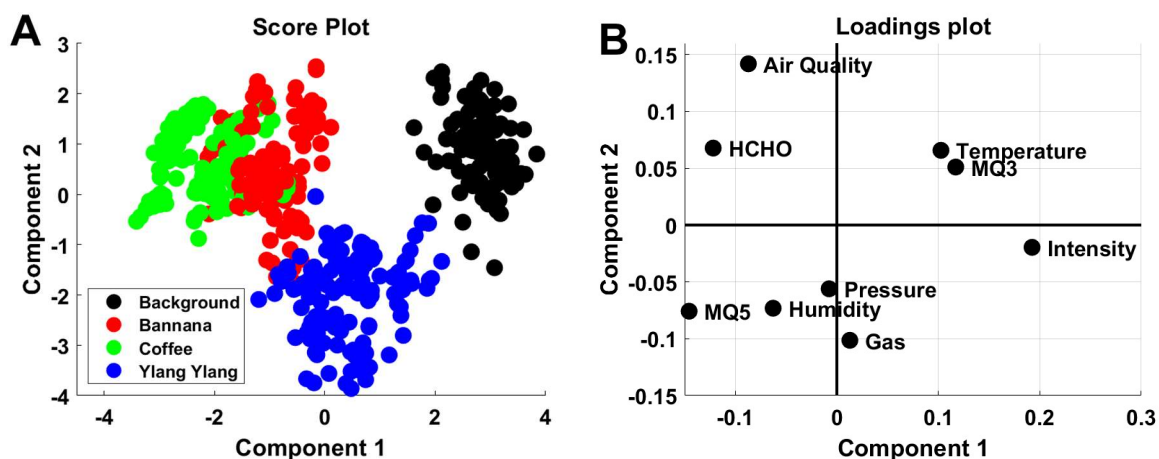 A
Score Plot
3
2
1
0
-1
-2
-3
-4
Component 2
Background
Bannana
Coffee
Ylang Ylang
-4
-2
0
2
4
Component 1
B
Loadings plot
0.15
0.1
0.05
0
-0.05
-0.1
-0.15
Component 2
Air Quality
HCHO
Temperature
MQ3
Intensity
Pressure
MQ5
Humidity
Gas
-0.1
0
0.1
0.2
0.3
Component 1